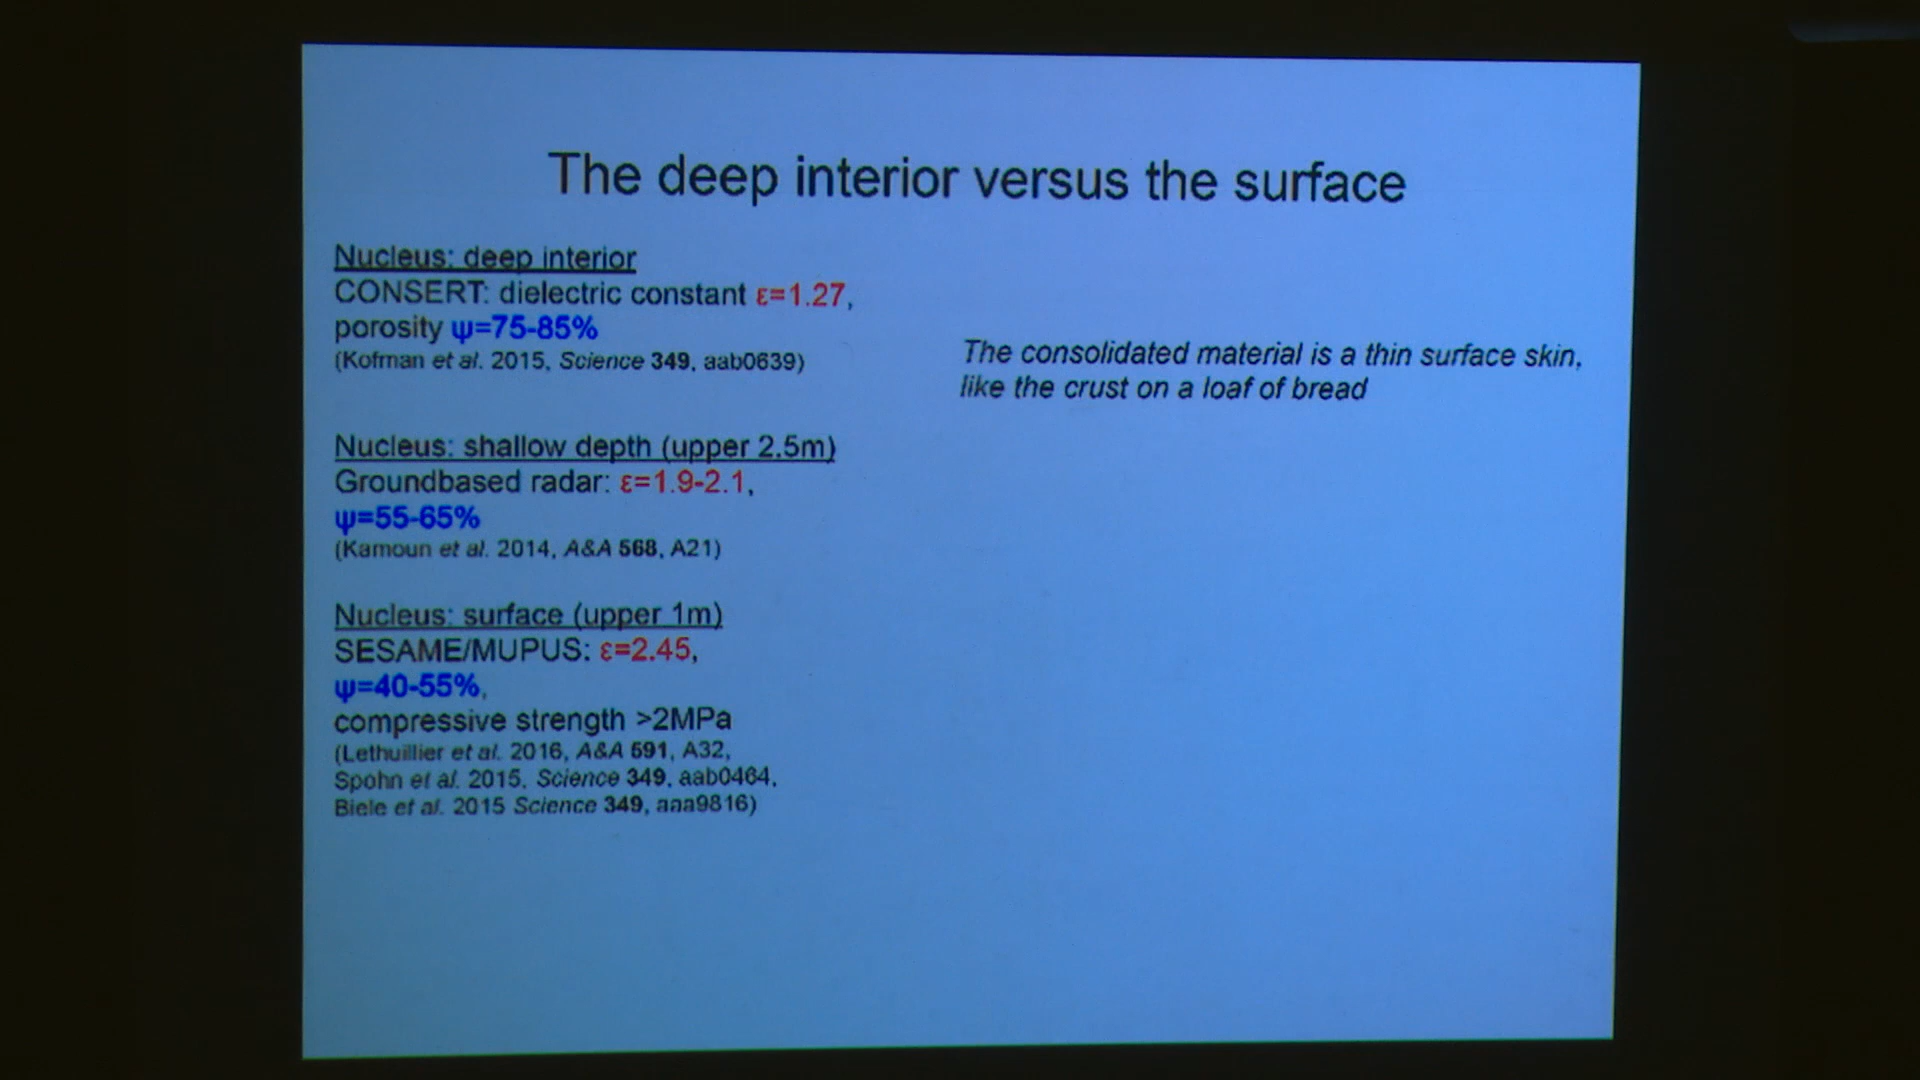 The deep interior versus the surface
Nucleus: deep interior
CONSERT: dielectric constant ε=1.27,
porosity ψ=75-85%
(Kofman et al. 2015, Science 349, aab0639)
The consolidated material is a thin surface skin,
like the crust on a loaf of bread
Nucleus: shallow depth (upper 2.5m)
Groundbased radar: ε=1.9-2.1,
ψ=55-65%
(Kamoun et al. 2014, A&A 568, A21)
Nucleus: surface (upper 1m)
SESAME/MUPUS: ε=2.45,
ψ=40-55%,
compressive strength >2MPa
(Lethuillier et al. 2016, A&A 591, A32,
Spohn et al. 2015, Science 349, aab0464,
Biele et al. 2015 Science 349, aaa9816)